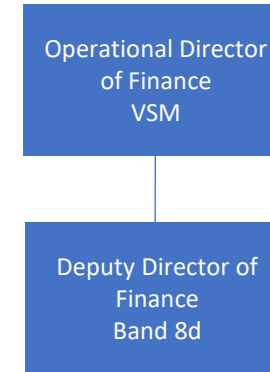 Operational Director
of Finance
VSM
Deputy Director of
Finance
Band 8d